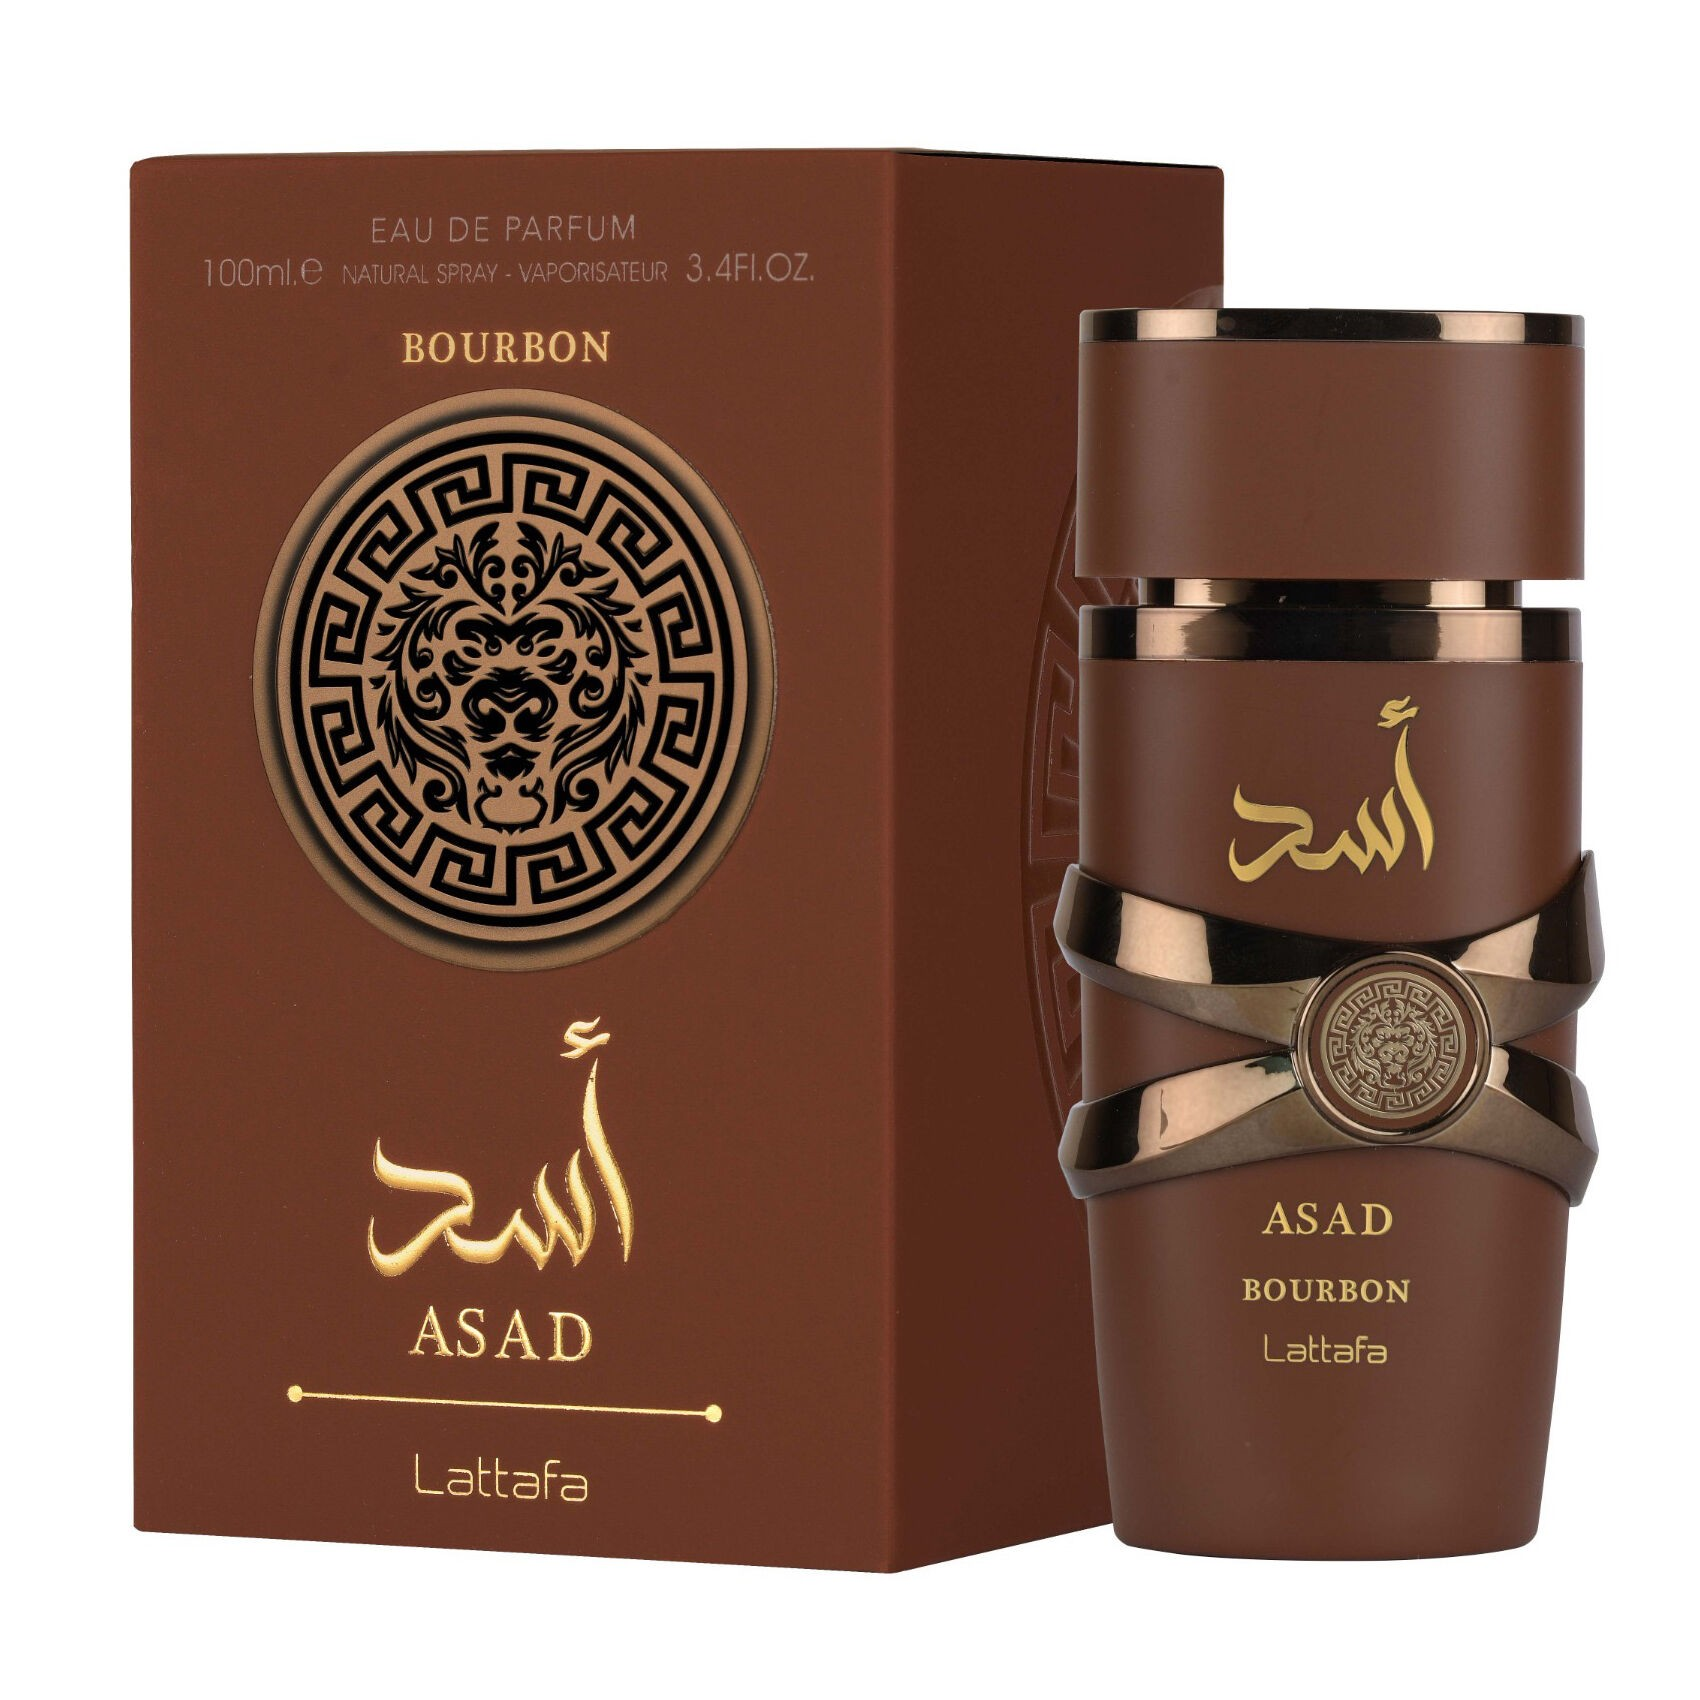 EAU DE PARFUM
100ml.℮ NATURAL SPRAY - VAPORISATEUR 3.4Fl.OZ.
BOURBON
أسد
ASAD
Lattafa
أسد
ASAD
BOURBON
Lattafa